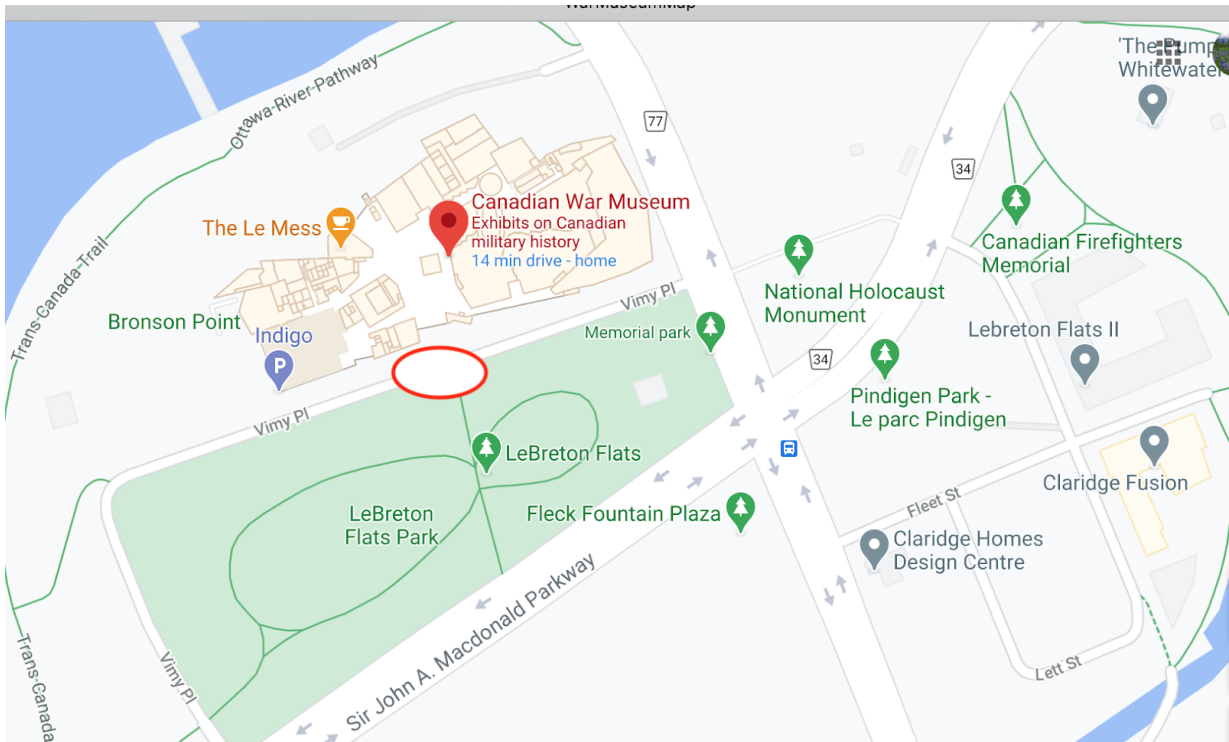 WarMuseumMap
'The Pump'
Whitewater
Ottawa-River-Pathway
77
34
Canadian War Museum
Exhibits on Canadian
military history
14 min drive - home
The Le Mess
Canadian Firefighters
Memorial
Trans-Canada-Trail
National Holocaust
Monument
Vimy Pl
Bronson Point
Indigo
P
Memorial park
Lebreton Flats II
34
Pindigen Park -
Le parc Pindigen
Vimy Pl
LeBreton Flats
Claridge Fusion
LeBreton
Flats Park
Fleck Fountain Plaza
Fleet St
Claridge Homes
Design Centre
Sir John A. Macdonald Parkway
Vimy Pl
Trans-Canada
Lett St